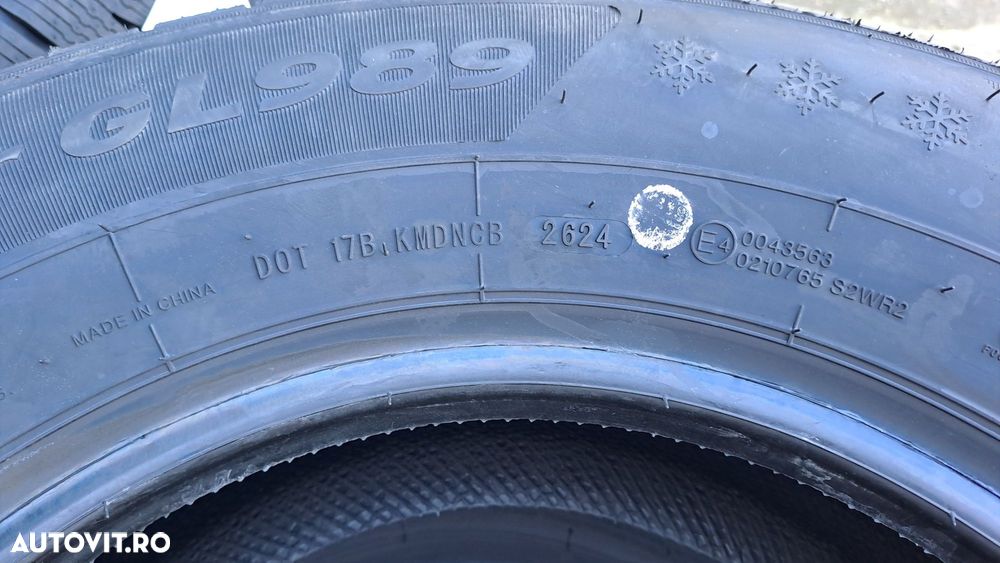 GL989
DOT 17B KMDNCB 2624
E4 0043563
0210765 S2WR2
MADE IN CHINA
AUTOVIT.RO